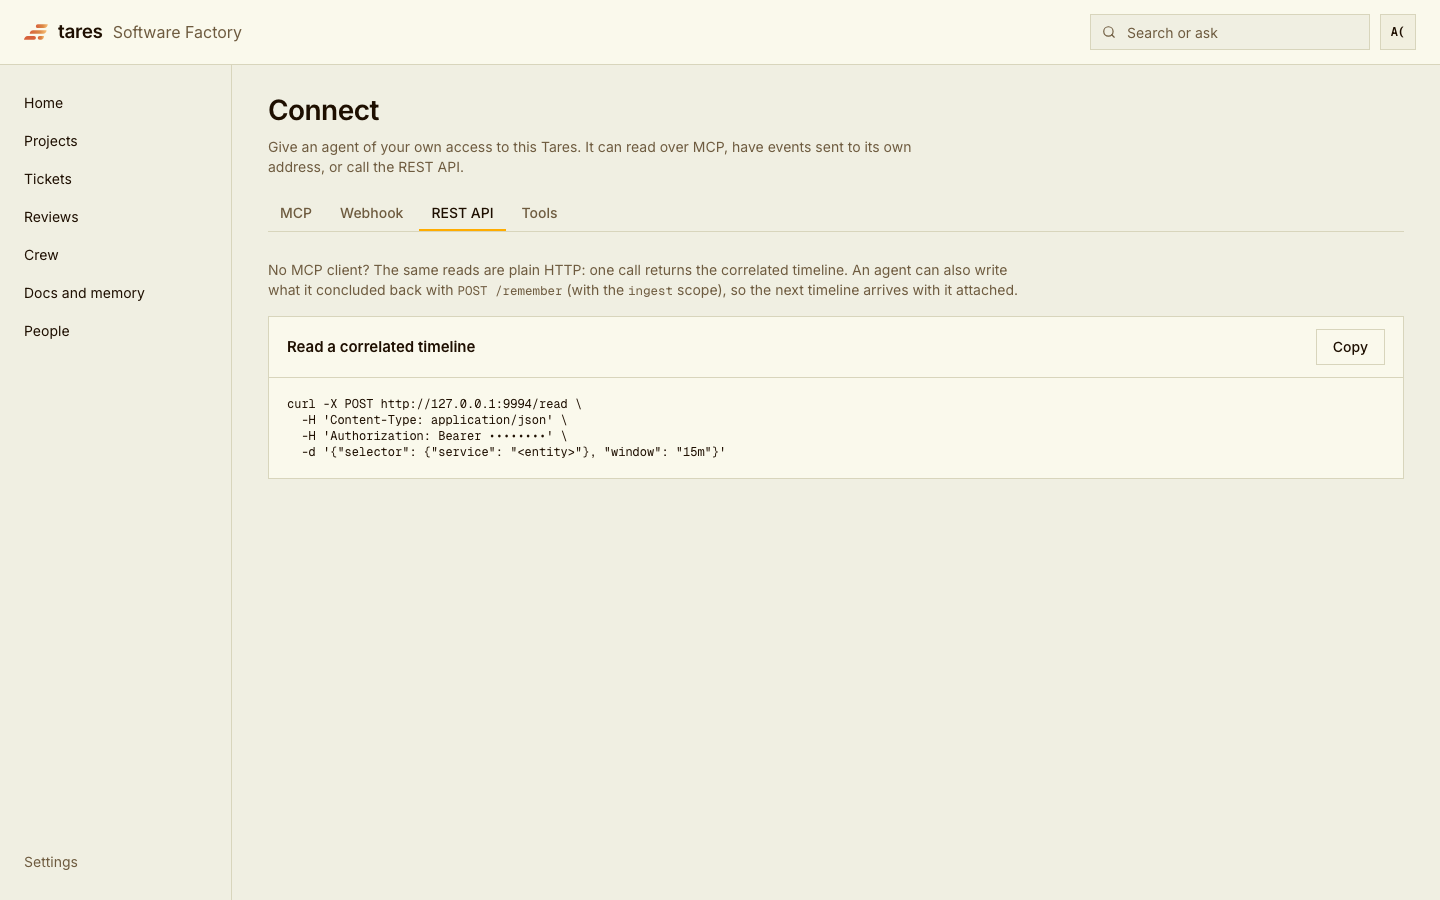 tares Software Factory
Search or ask
A(
Home
Projects
Tickets
Reviews
Crew
Docs and memory
People
Settings
Connect
Give an agent of your own access to this Tares. It can read over MCP, have events sent to its own
address, or call the REST API.
MCP Webhook REST API Tools
No MCP client? The same reads are plain HTTP: one call returns the correlated timeline. An agent can also write
what it concluded back with POST /remember (with the ingest scope), so the next timeline arrives with it attached.
Read a correlated timeline
Copy
curl -X POST http://127.0.0.1:9994/read \
  -H 'Content-Type: application/json' \
  -H 'Authorization: Bearer ••••••••' \
  -d '{"selector": {"service": "<entity>"}, "window": "15m"}'